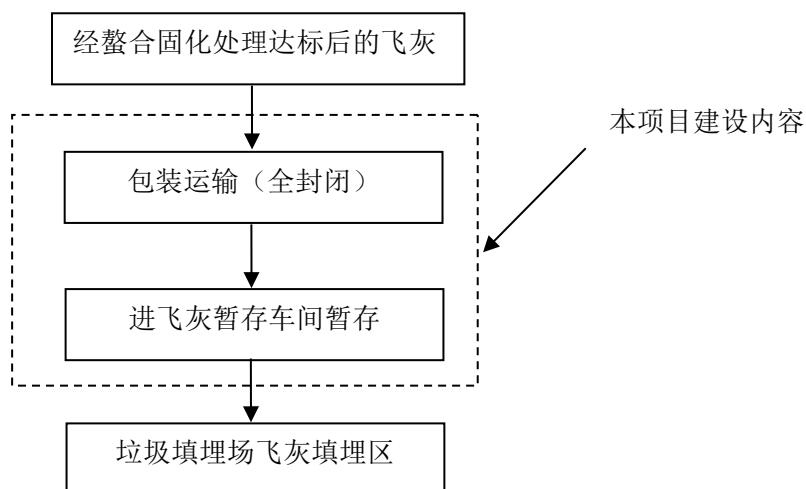 经螯合固化处理达标后的飞灰
本项目建设内容
包装运输（全封闭）
进飞灰暂存车间暂存
垃圾填埋场飞灰填埋区